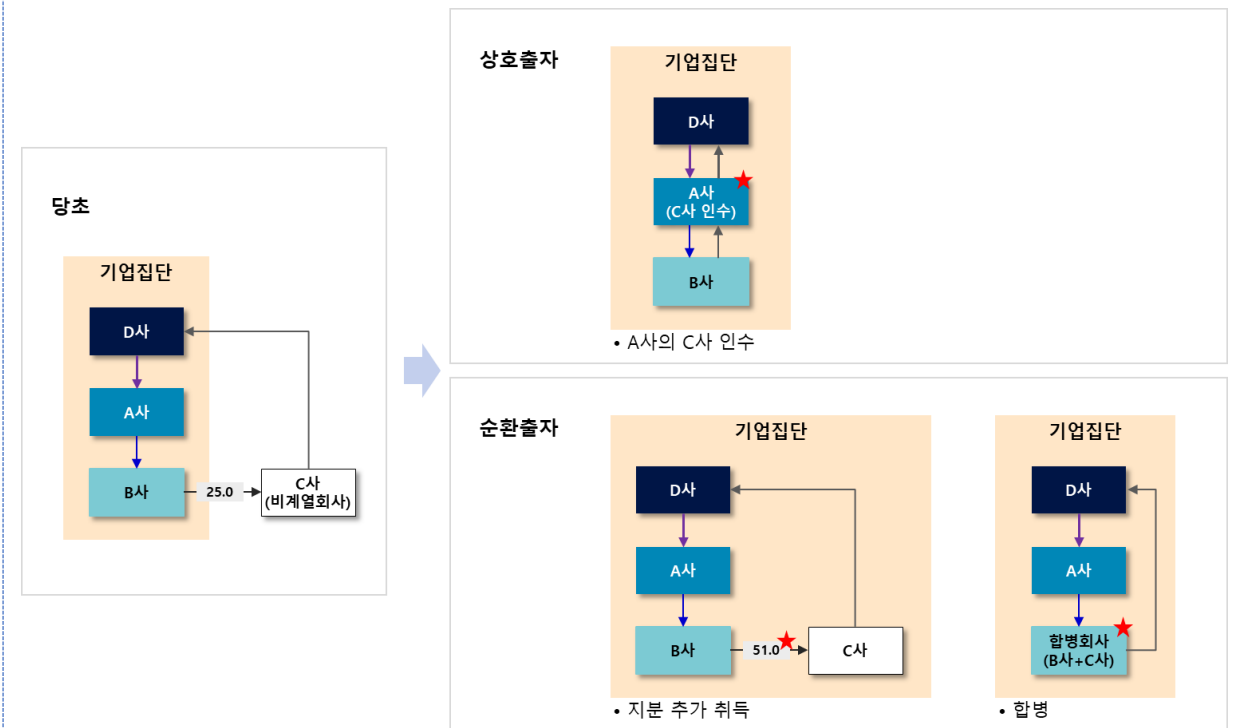 당초
기업집단
D사
A사
B사
25.0
C사
(비계열회사)
상호출자
기업집단
D사
A사
(C사 인수)
B사
• A사의 C사 인수
순환출자
기업집단
D사
A사
B사
51.0
C사
• 지분 추가 취득
기업집단
D사
A사
합병회사
(B사+C사)
• 합병